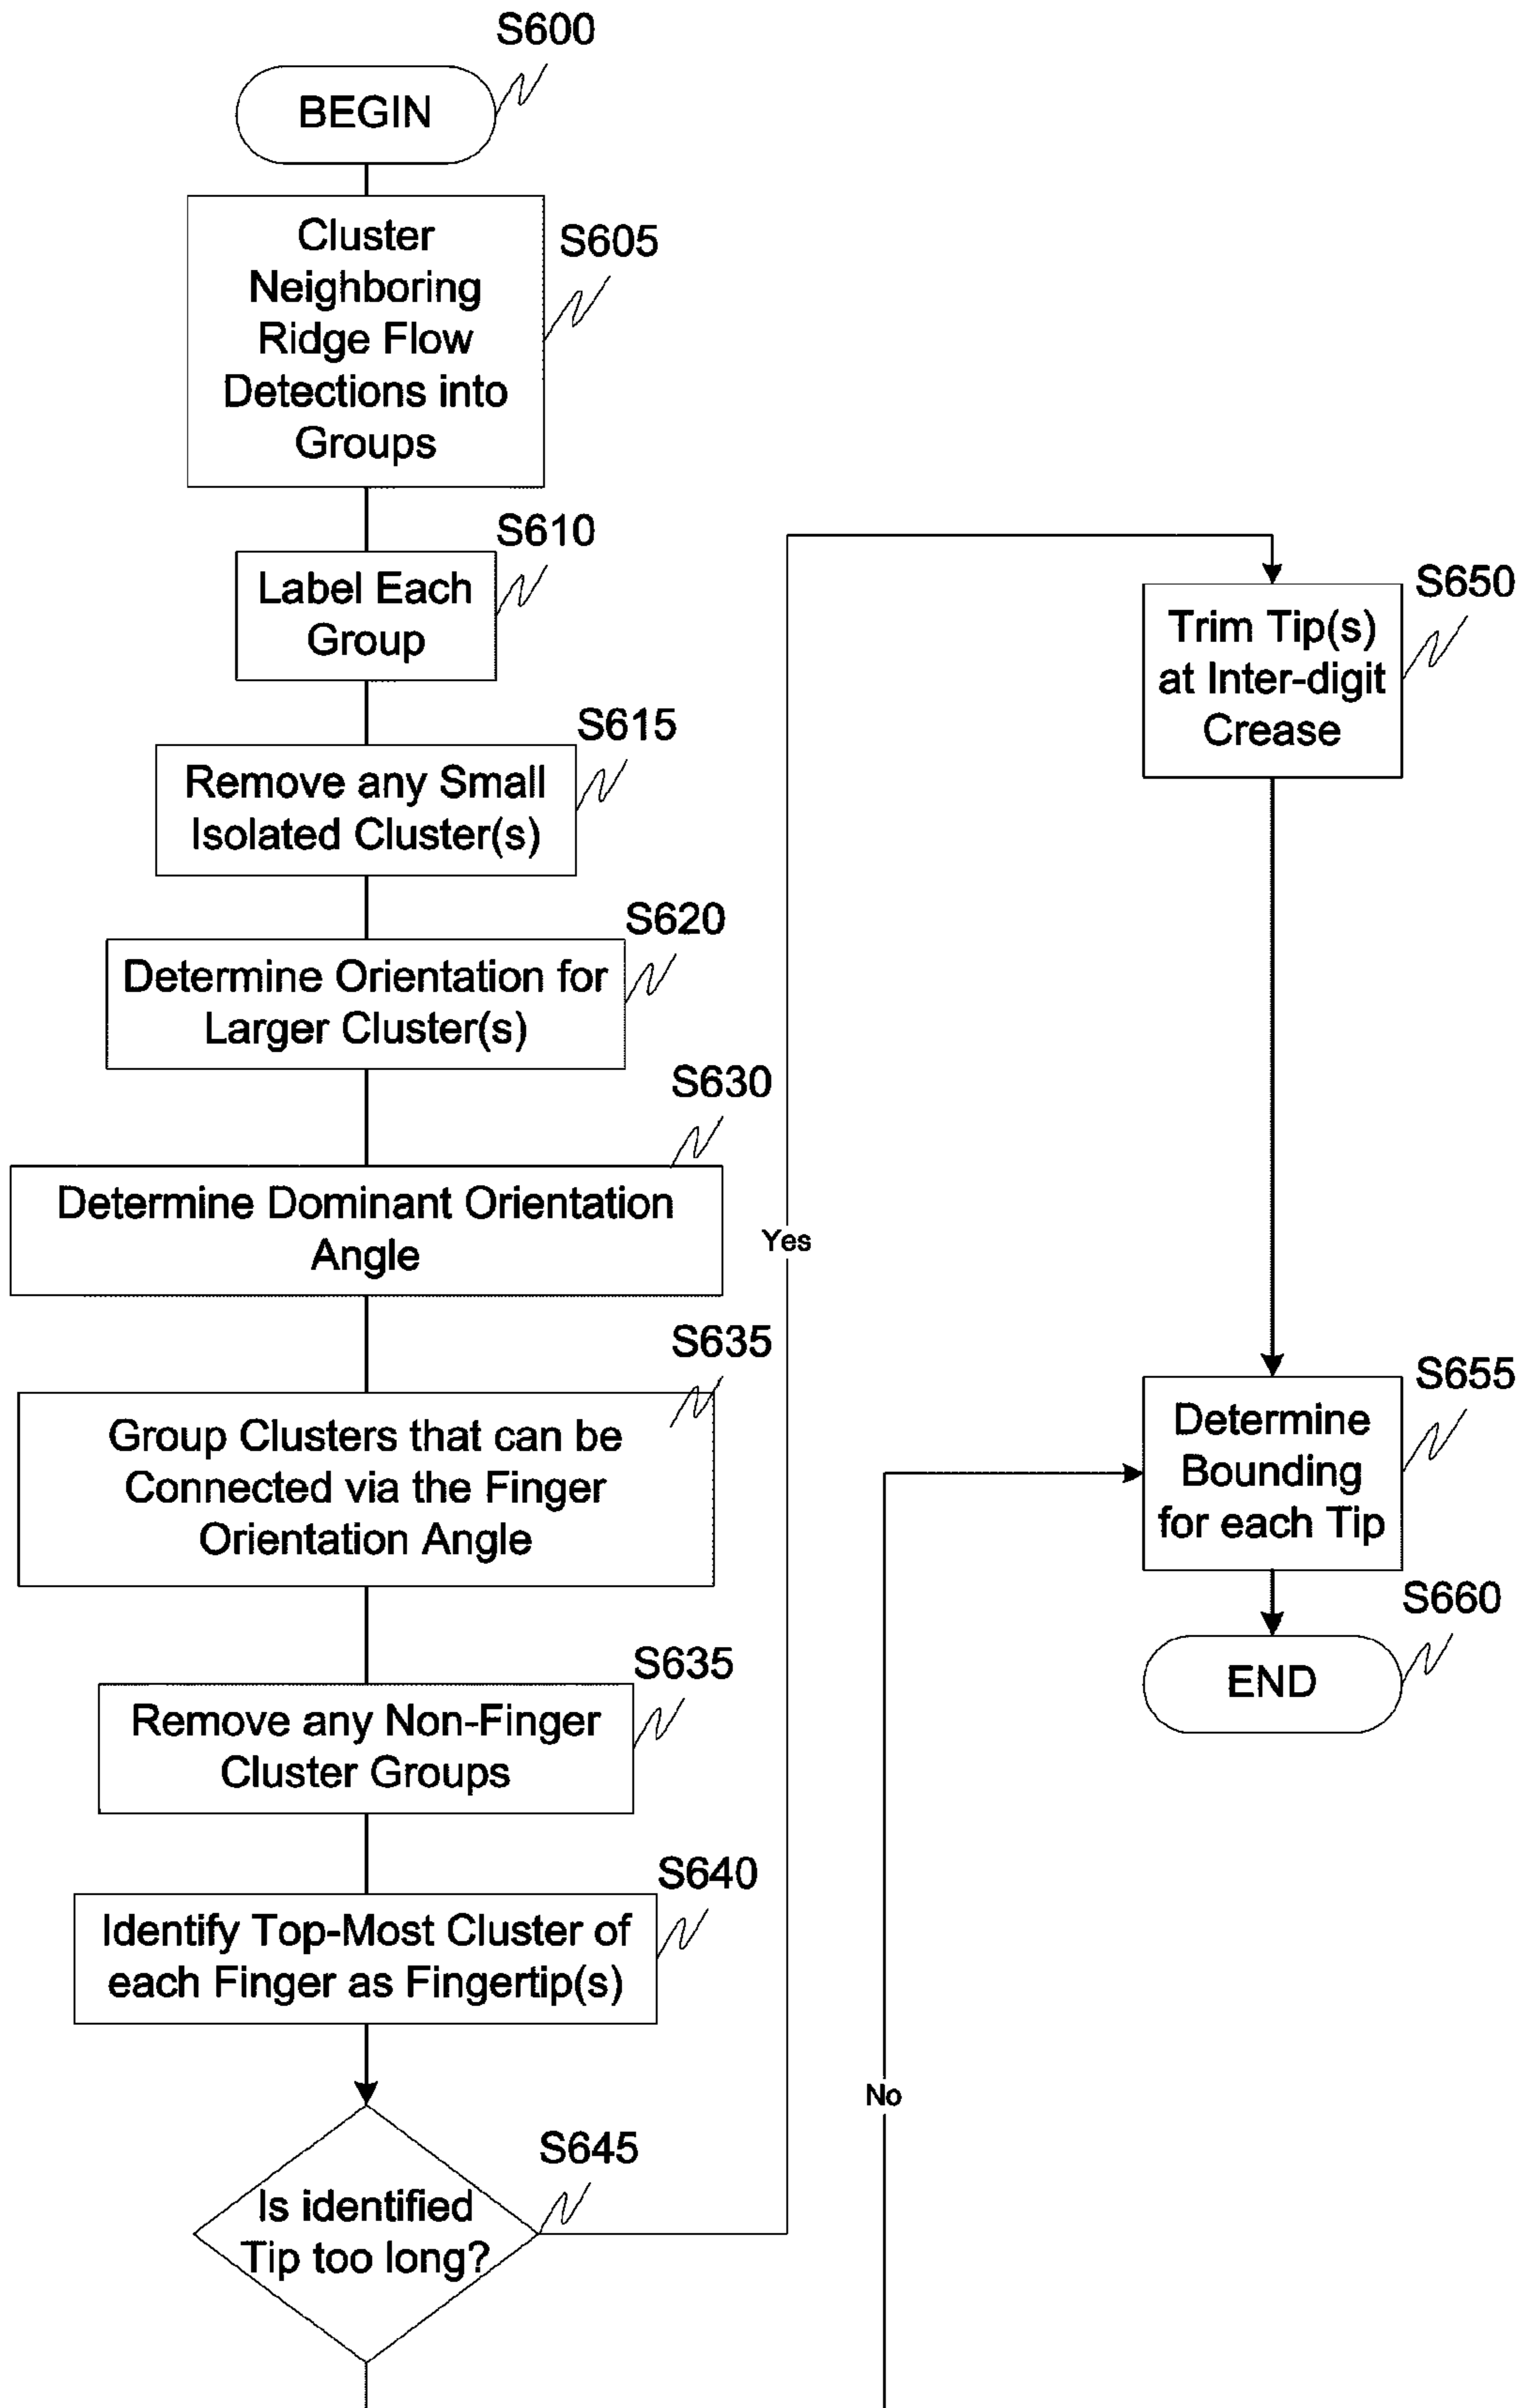 S600
BEGIN
S605
Cluster
Neighboring
Ridge Flow
Detections into
Groups
S610
Label Each
Group
S615
Remove any Small
Isolated Cluster(s)
S620
Determine Orientation for
Larger Cluster(s)
S630
Determine Dominant Orientation
Angle
S635
Group Clusters that can be
Connected via the Finger
Orientation Angle
S635
Remove any Non-Finger
Cluster Groups
S640
Identify Top-Most Cluster of
each Finger as Fingertip(s)
S645
Is identified
Tip too long?
Yes
No
S650
Trim Tip(s)
at Inter-digit
Crease
S655
Determine
Bounding
for each Tip
S660
END